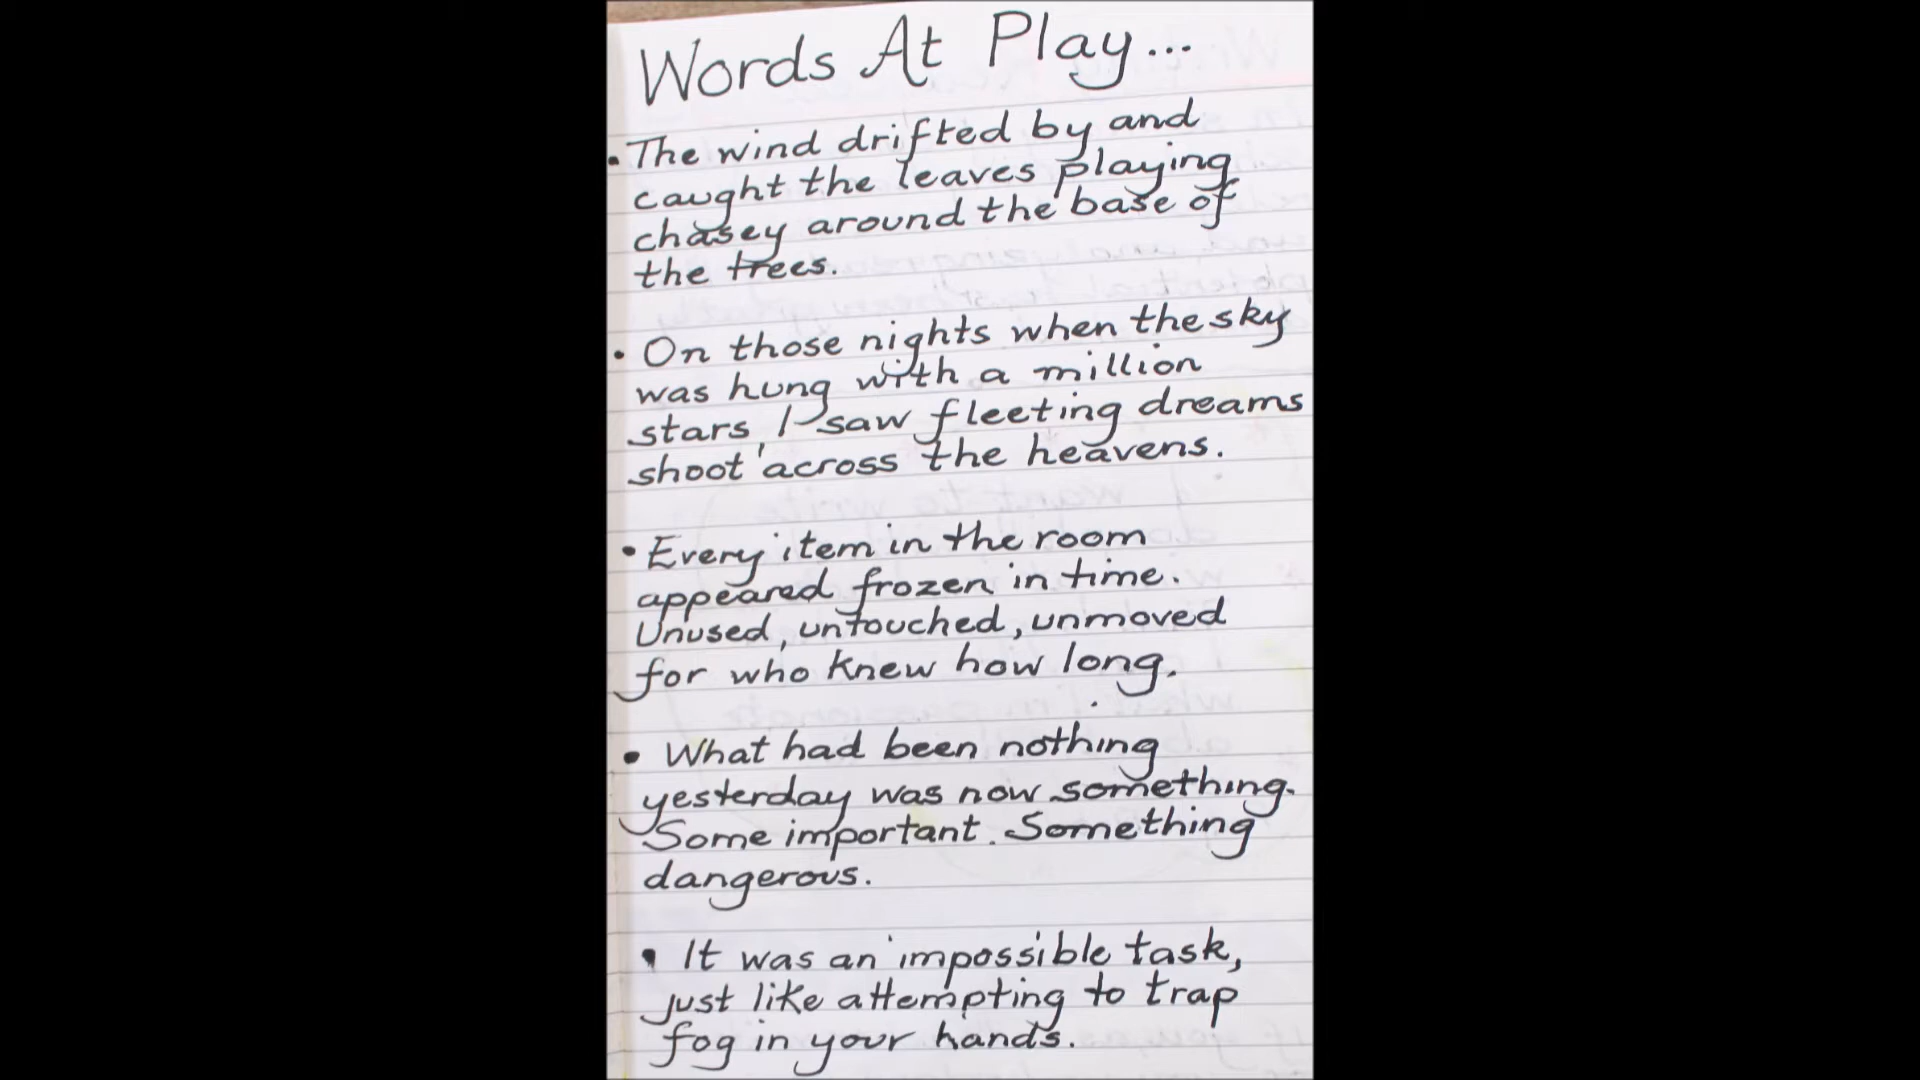 Words At Play...
• The wind drifted by and
caught the leaves playing
chasey around the base of
the trees.
• On those nights when the sky
was hung with a million
stars, I saw fleeting dreams
shoot across the heavens.
• Every item in the room
appeared frozen in time.
Unused, untouched, unmoved
for who knew how long.
• What had been nothing
yesterday was now something.
Some important. Something
dangerous.
• It was an impossible task,
just like attempting to trap
fog in your hands.